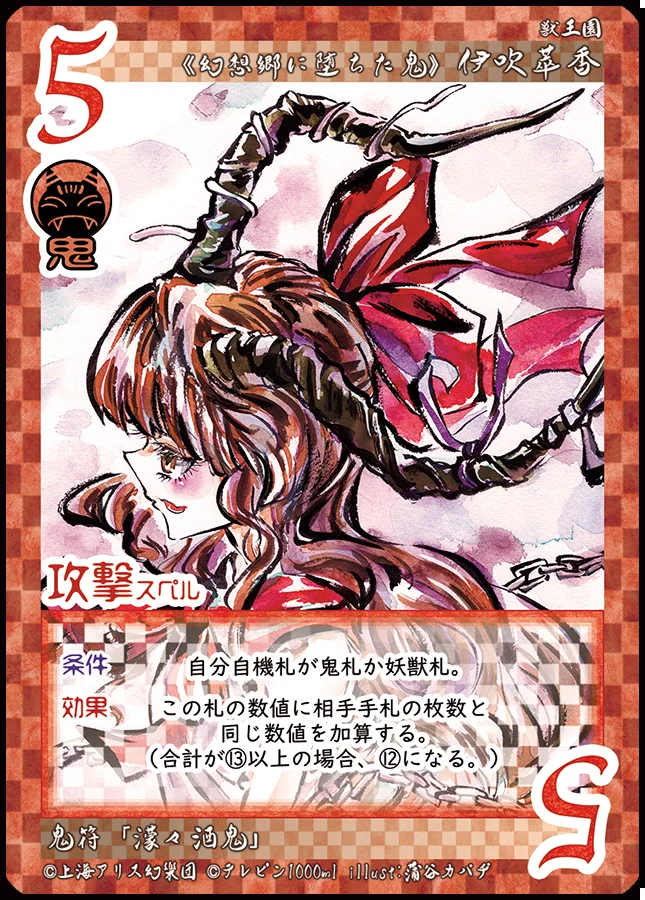 獣王園
5
《幻想郷に堕ちた鬼》 伊吹萃香
鬼
攻撃スペル
条件 自分自機札が鬼札か妖獣札。
効果 この札の数値に相手手札の枚数と
同じ数値を加算する。
(合計が⑬以上の場合、⑫になる。)
5
鬼符「濛々酒鬼」
©上海アリス幻樂団 ©テレピン1000ml illust:蒲谷カバヂ